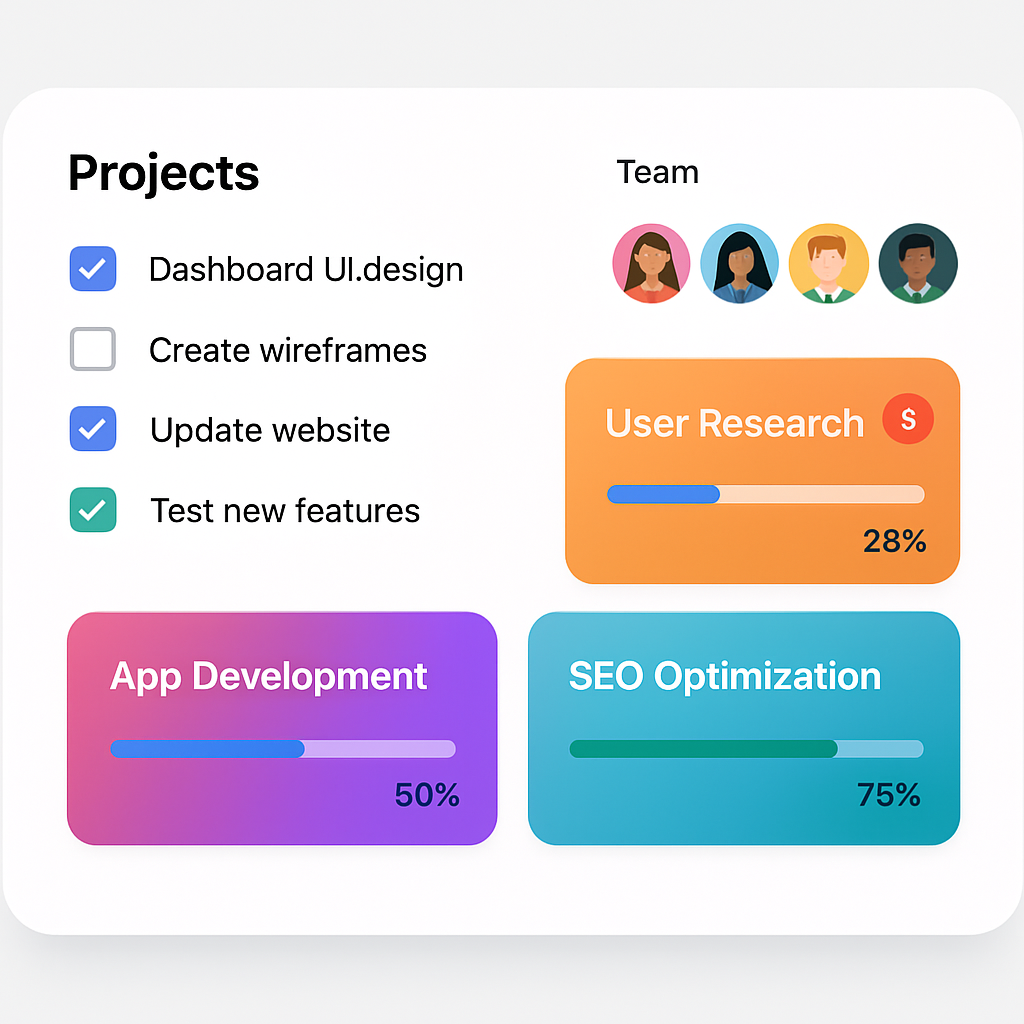 Projects
Dashboard UI.design
Create wireframes
Update website
Test new features
Team
User Research $
28%
App Development
50%
SEO Optimization
75%